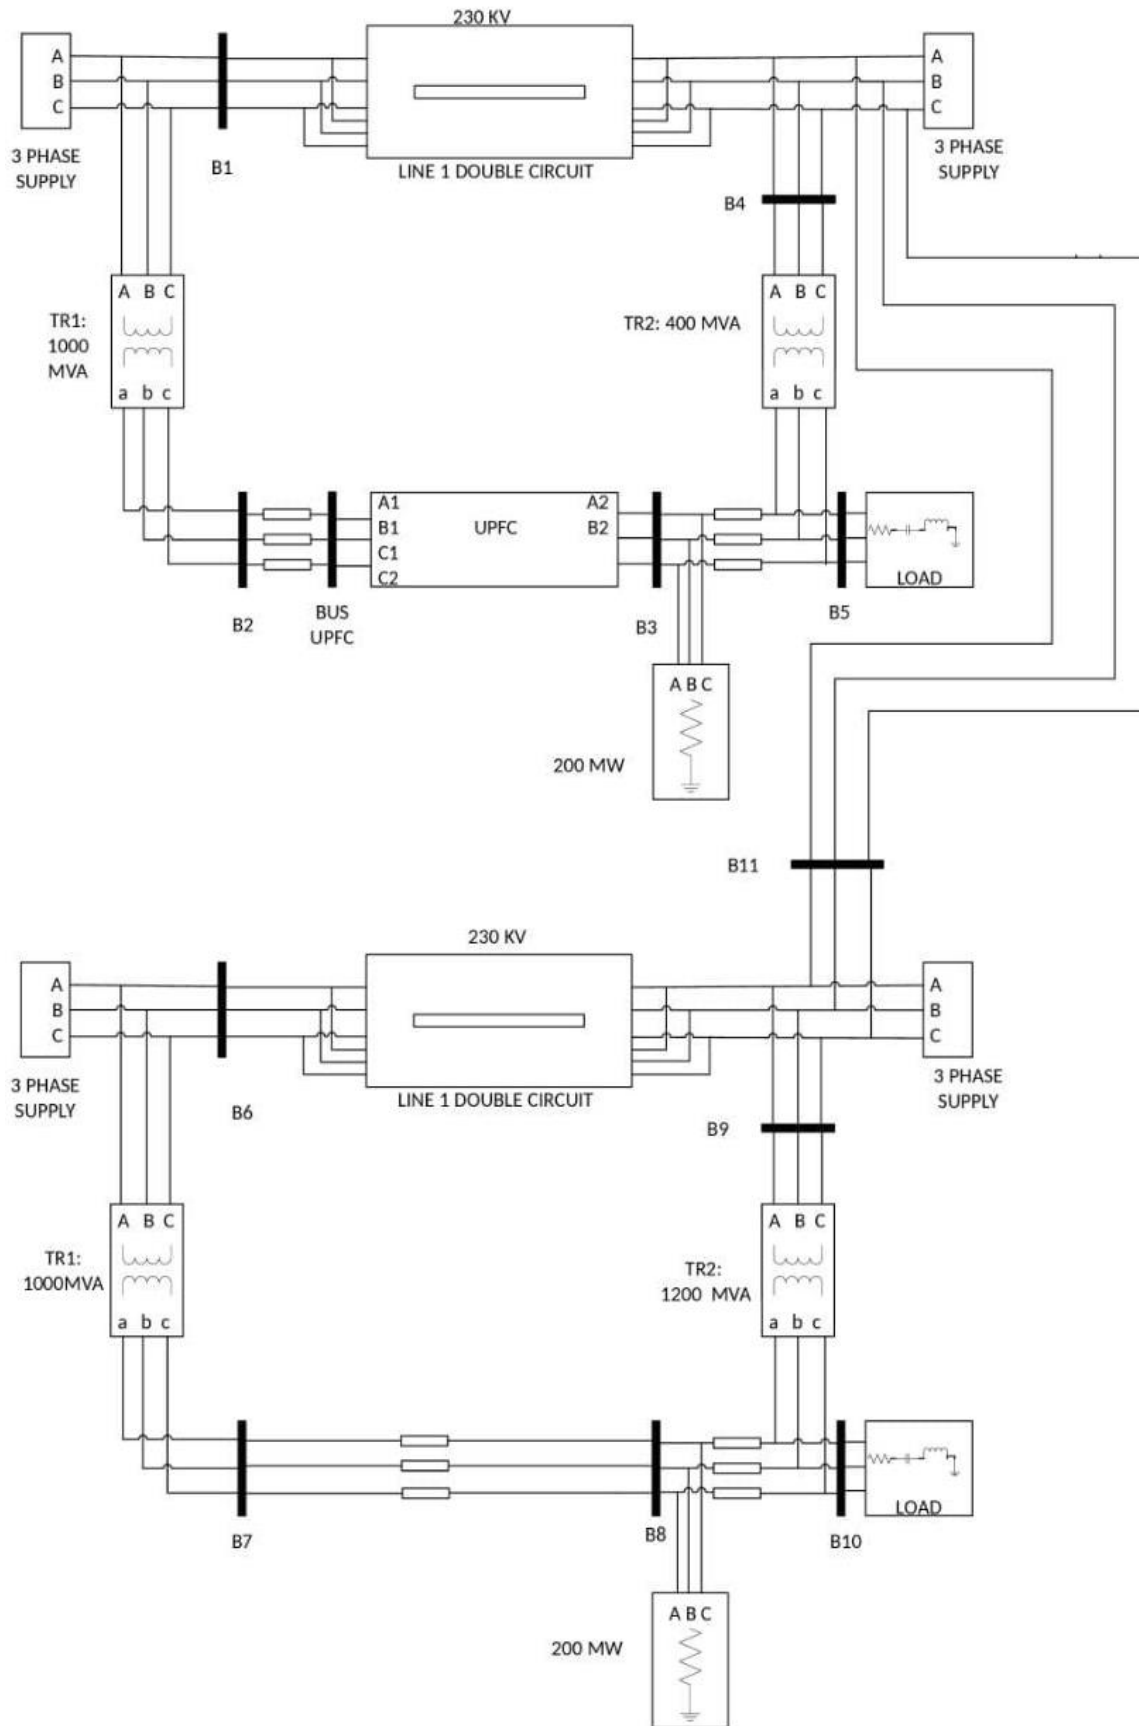 230 KV
A
B
C
A
B
C
3 PHASE
SUPPLY
B1
LINE 1 DOUBLE CIRCUIT
3 PHASE
SUPPLY
B4
A B C
TR1:
1000
MVA
a b c
A B C
TR2: 400 MVA
a b c
A1
B1
C1
C2
UPFC
A2
B2
LOAD
B2
BUS
UPFC
B3
B5
A B C
200 MW
B11
230 KV
A
B
C
A
B
C
3 PHASE
SUPPLY
B6
LINE 1 DOUBLE CIRCUIT
3 PHASE
SUPPLY
B9
A B C
TR1:
1000MVA
a b c
A B C
TR2:
1200 MVA
a b c
LOAD
B7
B8
B10
A B C
200 MW